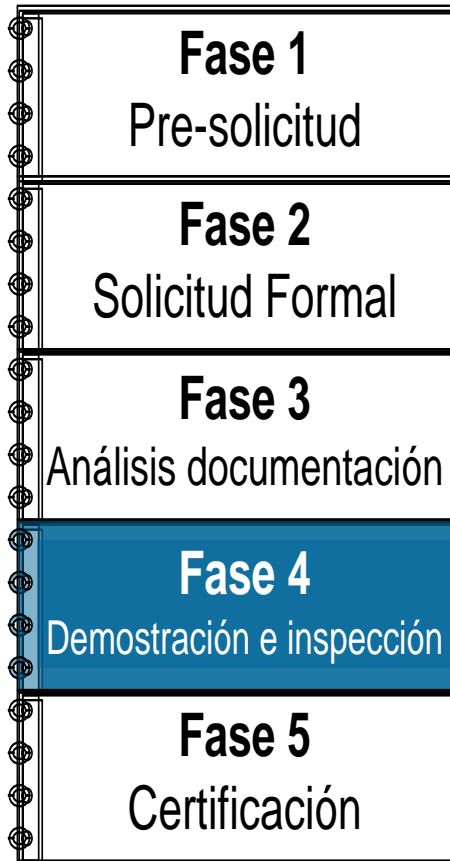 Fase 1
Pre-solicitud
Fase 2
Solicitud Formal
Fase 3
Análisis documentación
Fase 4
Demostración e inspección
Fase 5
Certificación